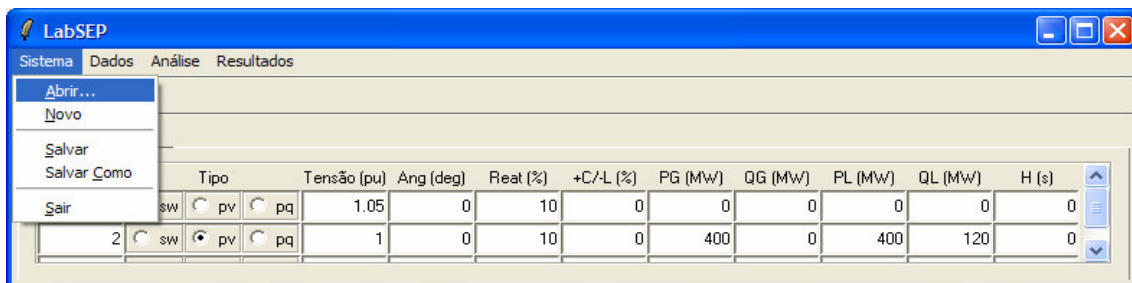 LabSEP
Sistema Dados Análise Resultados
Abrir...
Novo
Salvar
Salvar Como
Sair
Tipo Tensão (pu) Ang (deg) Reat (%) +C/-L (%) PG (MW) QG (MW) PL (MW) QL (MW) H (s)
sw pv pq 1.05 0 10 0 0 0 0 0 0
2 sw pv pq 1 0 10 0 400 0 400 120 0